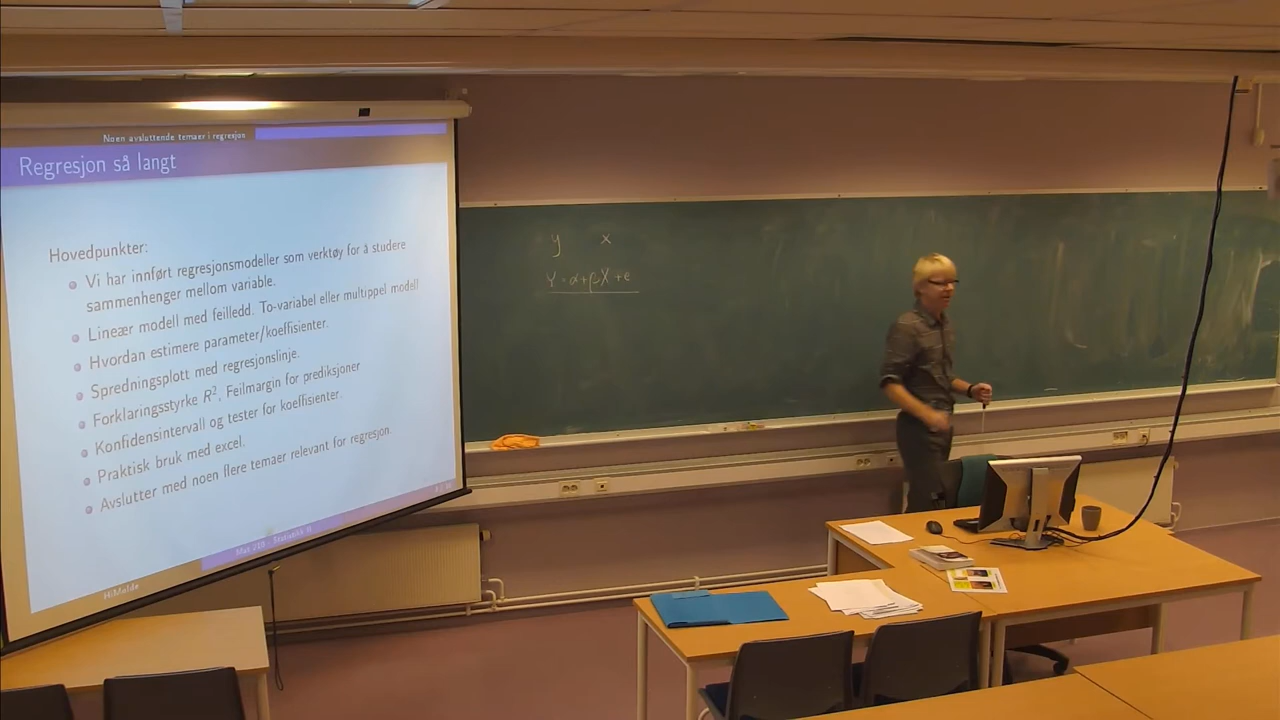 Noen avsluttende temaer i regresjon
Regresjon så langt
Hovedpunkter:
Vi har innført regresjonsmodeller som verktøy for å studere
sammenhenger mellom variable.
Lineær modell med feilledd. To-variabel eller multippel modell
Hvordan estimere parameter/koeffisienter.
Spredningsplott med regresjonslinje.
Forklaringsstyrke R², Feilmargin for prediksjoner
Konfidensintervall og tester for koeffisienter.
Praktisk bruk med excel.
Avslutter med noen flere temaer relevant for regresjon.
HiMolde
y x
Y = α+βX+e